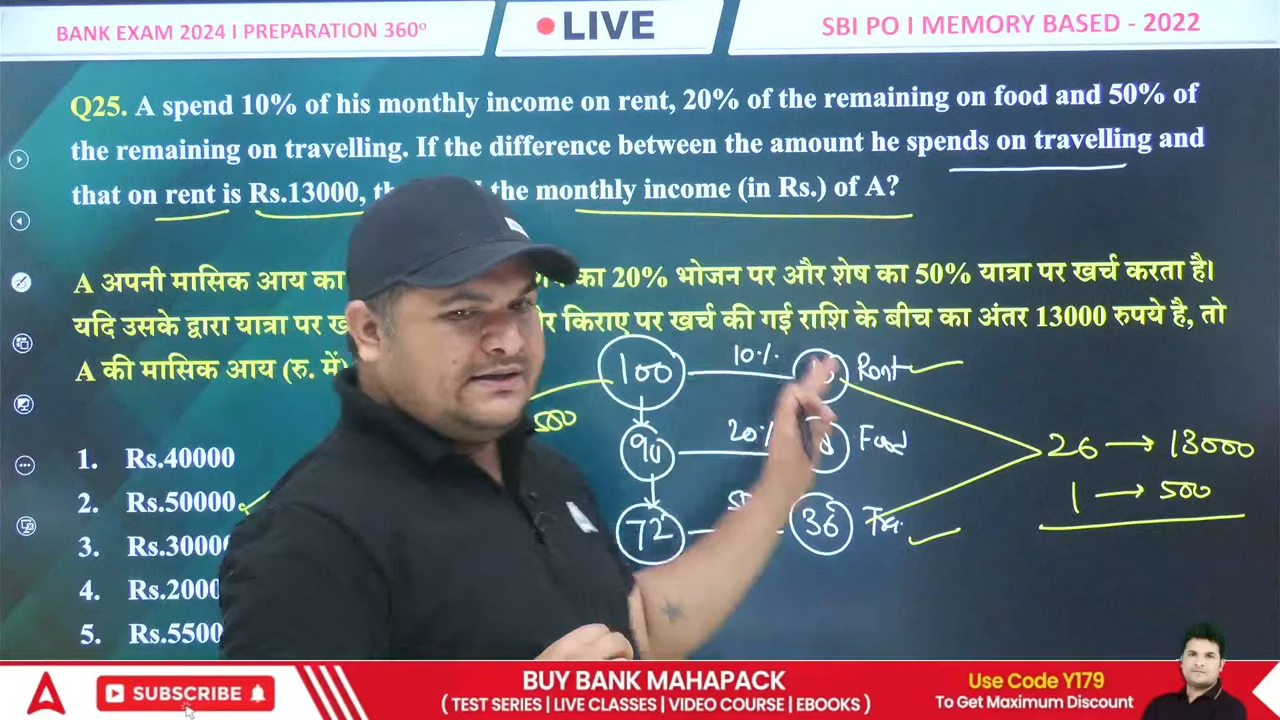 BANK EXAM 2024 I PREPARATION 360°
LIVE
SBI PO I MEMORY BASED - 2022
Q25. A spend 10% of his monthly income on rent, 20% of the remaining on food and 50% of
the remaining on travelling. If the difference between the amount he spends on travelling and
that on rent is Rs.13000, the monthly income (in Rs.) of A?
A अपनी मासिक आय का का 20% भोजन पर और शेष का 50% यात्रा पर खर्च करता है।
यदि उसके द्वारा यात्रा पर किराए पर खर्च की गई राशि के बीच का अंतर 13000 रुपये है, तो
A की मासिक आय (रु. में)
100 10% Rent
500
90 20% Food
72 36
26 → 13000
1 → 500
1. Rs.40000
2. Rs.50000
3. Rs.3000
4. Rs.2000
5. Rs.5500
SUBSCRIBE
BUY BANK MAHAPACK
( TEST SERIES | LIVE CLASSES | VIDEO COURSE | EBOOKS )
Use Code Y179
To Get Maximum Discount